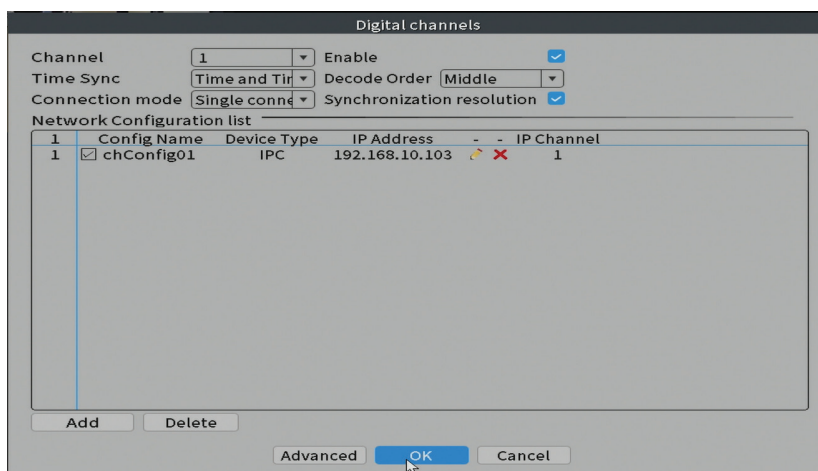 Digital channels
Channel 1 Enable
Time Sync Time and Tin Decode Order Middle
Connection mode Single conne Synchronization resolution
Network Configuration list
1 Config Name Device Type IP Address - - IP Channel
1 chConfig01 IPC 192.168.10.103 1
Add Delete
Advanced OK Cancel